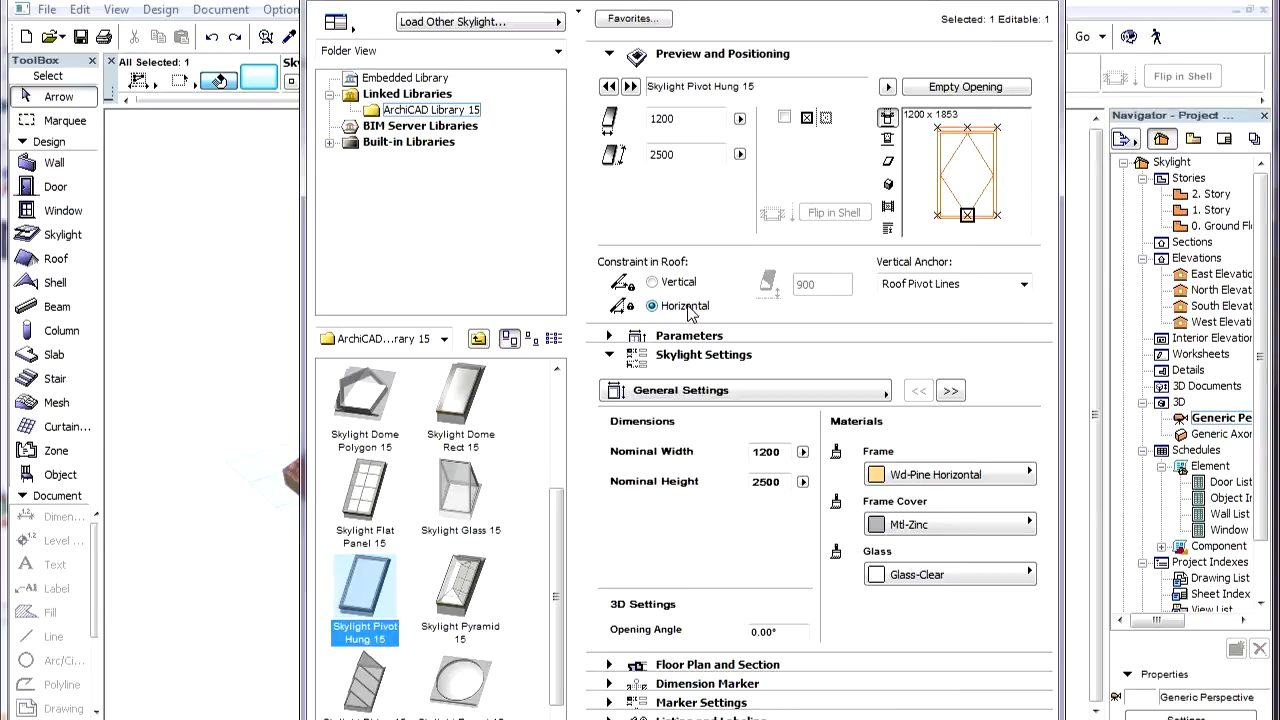 File Edit View Design Document Option
Load Other Skylight...
Favorites...
Selected: 1 Editable: 1
Go
ToolBox
Select
All Selected: 1
Sk
Folder View
Preview and Positioning
Flip in Shell
Arrow
Marquee
Design
Wall
Door
Window
Skylight
Roof
Shell
Beam
Column
Slab
Stair
Mesh
Curtain...
Zone
Object
Document
Dimen...
Level ...
Text
A1
Label
Fill
Line
Arc/Ci...
Polyline
Drawing
Embedded Library
Linked Libraries
ArchiCAD Library 15
BIM Server Libraries
Built-in Libraries
ArchiCAD...rary 15
Skylight Dome
Polygon 15
Skylight Dome
Rect 15
Skylight Flat
Panel 15
Skylight Glass 15
Skylight Pivot
Hung 15
Skylight Pyramid
15
Skylight Pivot Hung 15
Empty Opening
1200
2500
1200 x 1853
Flip in Shell
Constraint in Roof:
Vertical Anchor:
Vertical
900
Roof Pivot Lines
Horizontal
Parameters
Skylight Settings
General Settings
<<
>>
Dimensions
Materials
Nominal Width
1200
Nominal Height
2500
Frame
Wd-Pine Horizontal
Frame Cover
Mtl-Zinc
Glass
Glass-Clear
3D Settings
Opening Angle
0.00°
Floor Plan and Section
Dimension Marker
Marker Settings
Navigator - Project ...
Skylight
Stories
2. Story
1. Story
0. Ground Fl
Sections
Elevations
East Elevatio
North Elevat
South Elevat
West Elevati
Interior Elevatio
Worksheets
Details
3D Documents
3D
Generic Pe
Generic Axor
Schedules
Element
Door List
Object Ir
Wall List
Window
Component
Project Indexes
Drawing List
Sheet Index
View List
Properties
Generic Perspective